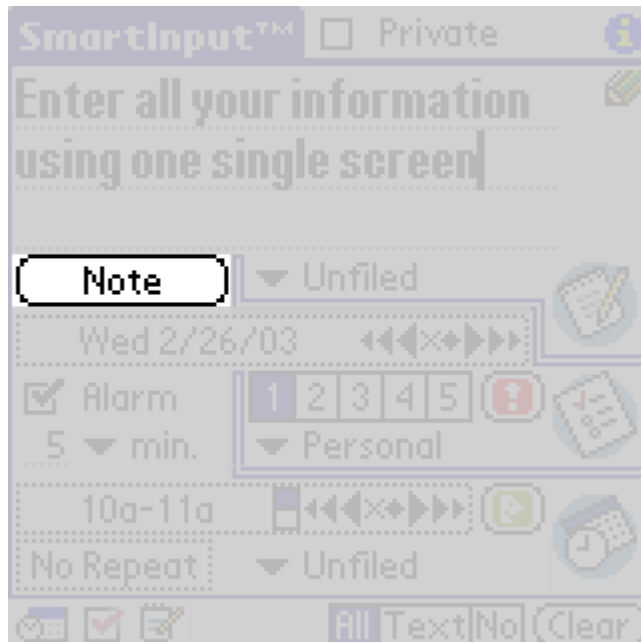 SmartInput™ Private
Enter all your information
using one single screen
Note Unfiled
Wed 2/26/03
Alarm 1 2 3 4 5
5 min. Personal
10a-11a
No Repeat Unfiled
All Text No Clear